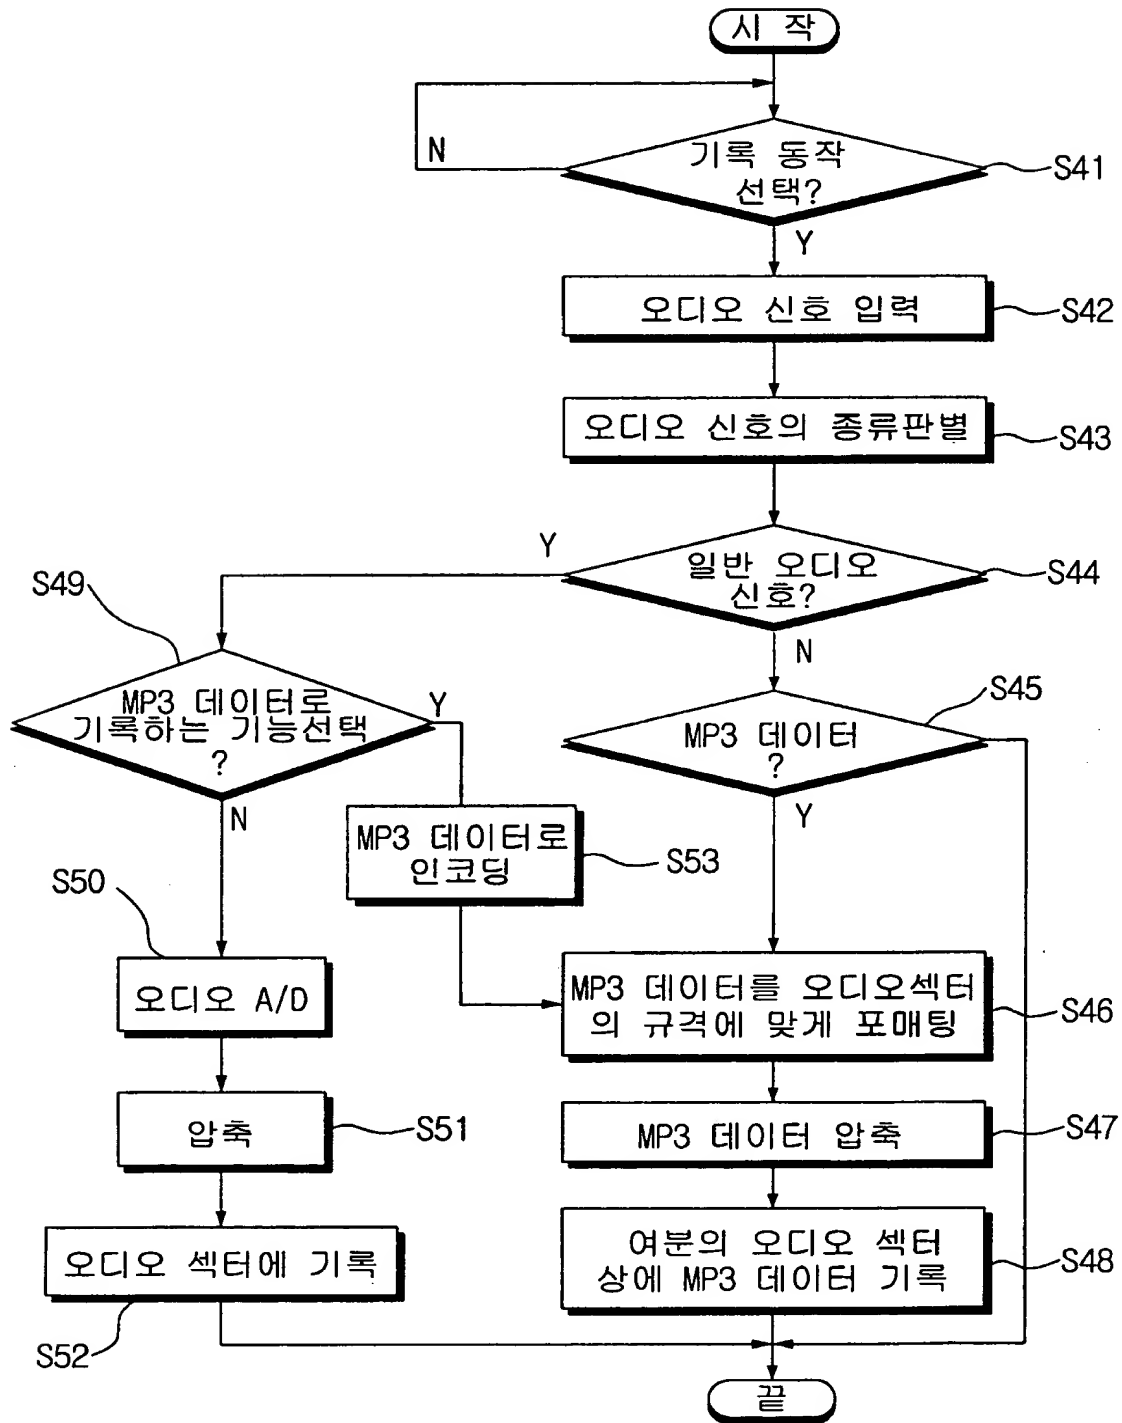 시 작
N
기록 동작
선택?
S41
Y
오디오 신호 입력
S42
오디오 신호의 종류판별
S43
Y
일반 오디오
신호?
S44
S49
N
MP3 데이터로
기록하는 기능선택
?
Y
S45
MP3 데이터
?
N
Y
MP3 데이터로
인코딩
S53
S50
오디오 A/D
MP3 데이터를 오디오섹터
의 규격에 맞게 포매팅
S46
압축
S51
MP3 데이터 압축
S47
오디오 섹터에 기록
S52
여분의 오디오 섹터
상에 MP3 데이터 기록
S48
끝